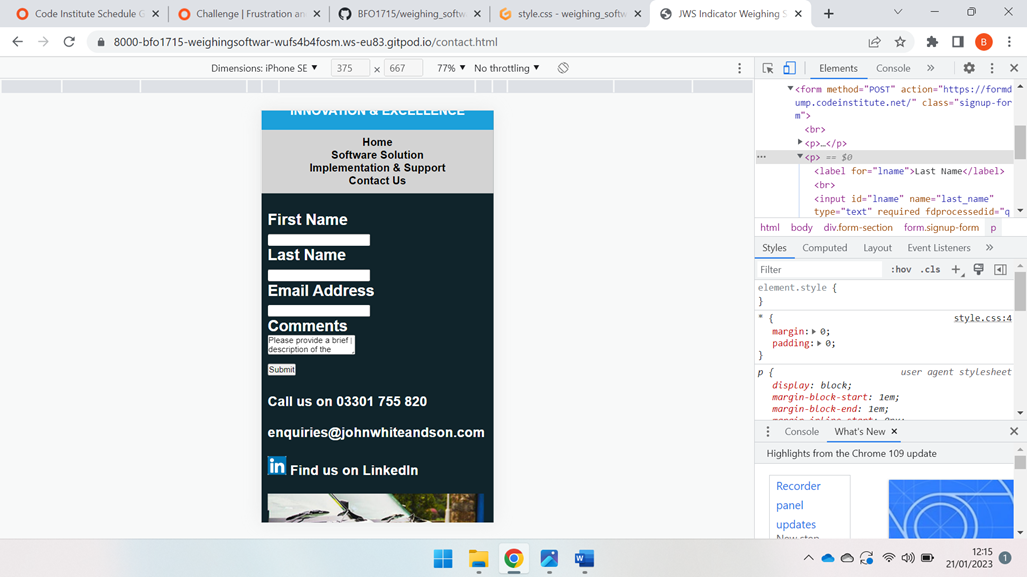 Code Institute Schedule G
Challenge | Frustration an
BFO1715/weighing_softw
style.css - weighing_softw
JWS Indicator Weighing S
8000-bfo1715-weighingsoftwar-wufs4b4fosm.ws-eu83.gitpod.io/contact.html
B
Dimensions: iPhone SE ▼ 375 × 667 77% ▼ No throttling ▼
Elements Console »
INNOVATION & EXCELLENCE
Home
Software Solution
Implementation & Support
Contact Us
First Name
Last Name
Email Address
Comments
Please provide a brief
description of the
Submit
Call us on 03301 755 820
enquiries@johnwhiteandson.com
in Find us on LinkedIn
▼<form method="POST" action="https://formd
ump.codeinstitute.net/" class="signup-for
m">
<br>
▶<p>…</p>
••• ▼<p> == $0
<label for="lname">Last Name</label>
<br>
<input id="lname" name="last_name"
type="text" required fdprocessedid="q
html body div.form-section form.signup-form p
Styles Computed Layout Event Listeners »
Filter :hov .cls +
element.style {
}
* { style.css:4
margin:▶ 0;
padding:▶ 0;
}
p { user agent stylesheet
display: block;
margin-block-start: 1em;
margin-block-end: 1em;
Console What's New ×
Highlights from the Chrome 109 update
Recorder
panel
updates
New step
W
12:15
21/01/2023
1